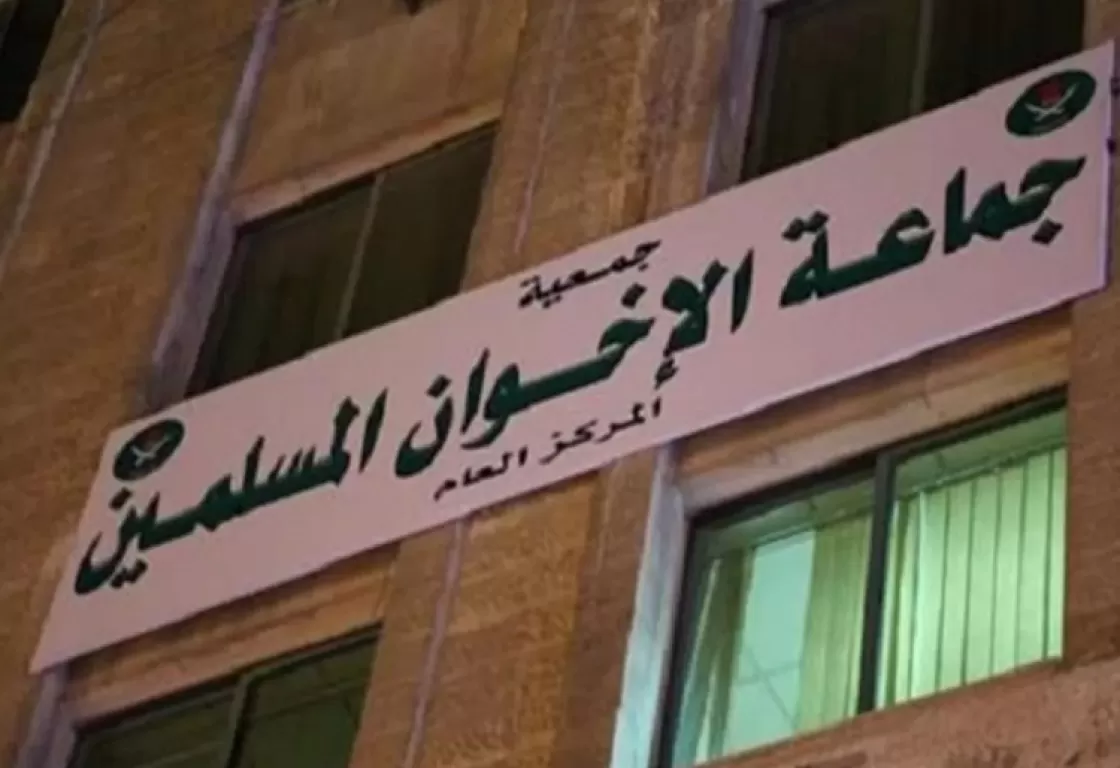 جمعية
جماعة الإخوان المسلمين
المركز العام